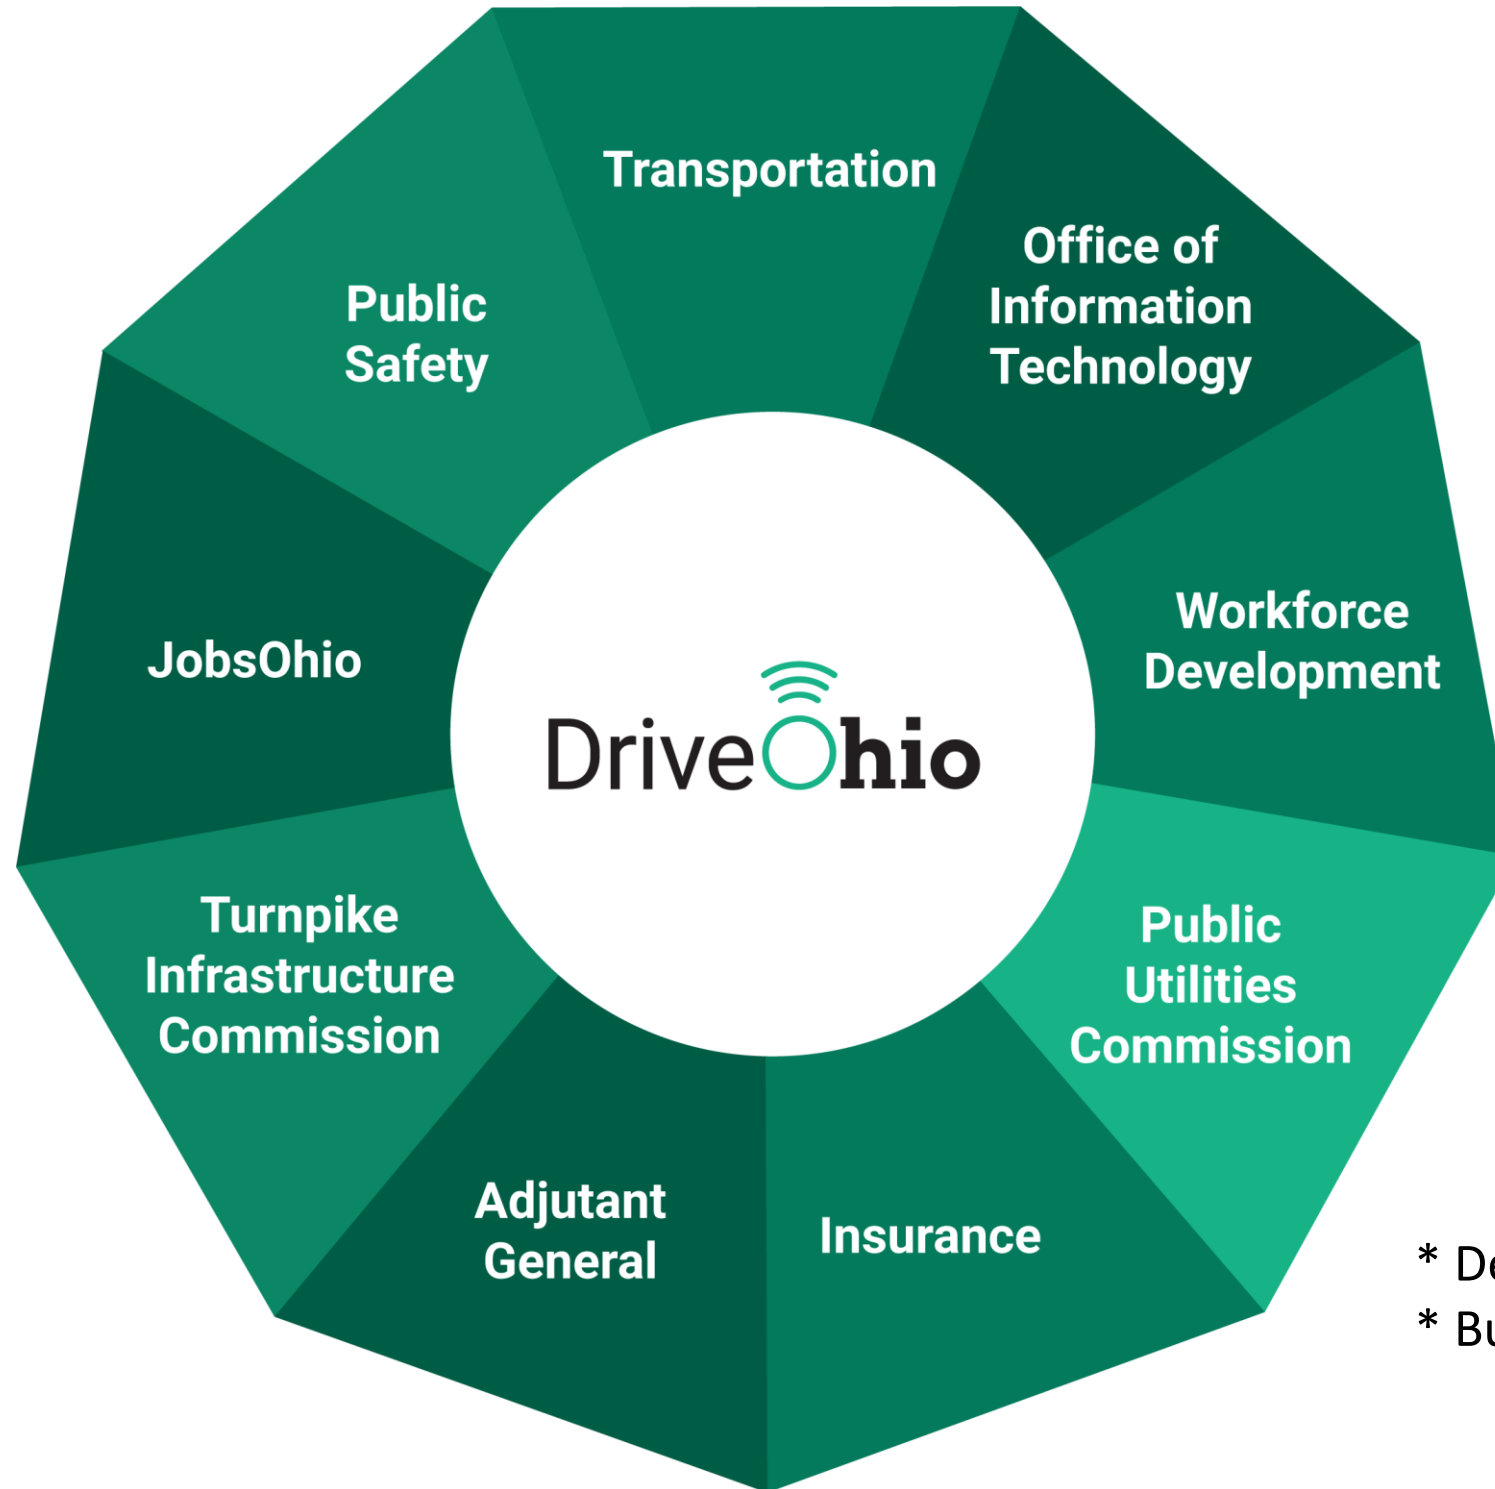 Transportation
Office of
Information
Technology
Public
Safety
Workforce
Development
JobsOhio
DriveOhio
Turnpike
Infrastructure
Commission
Public
Utilities
Commission
Adjutant
General
Insurance
*
*